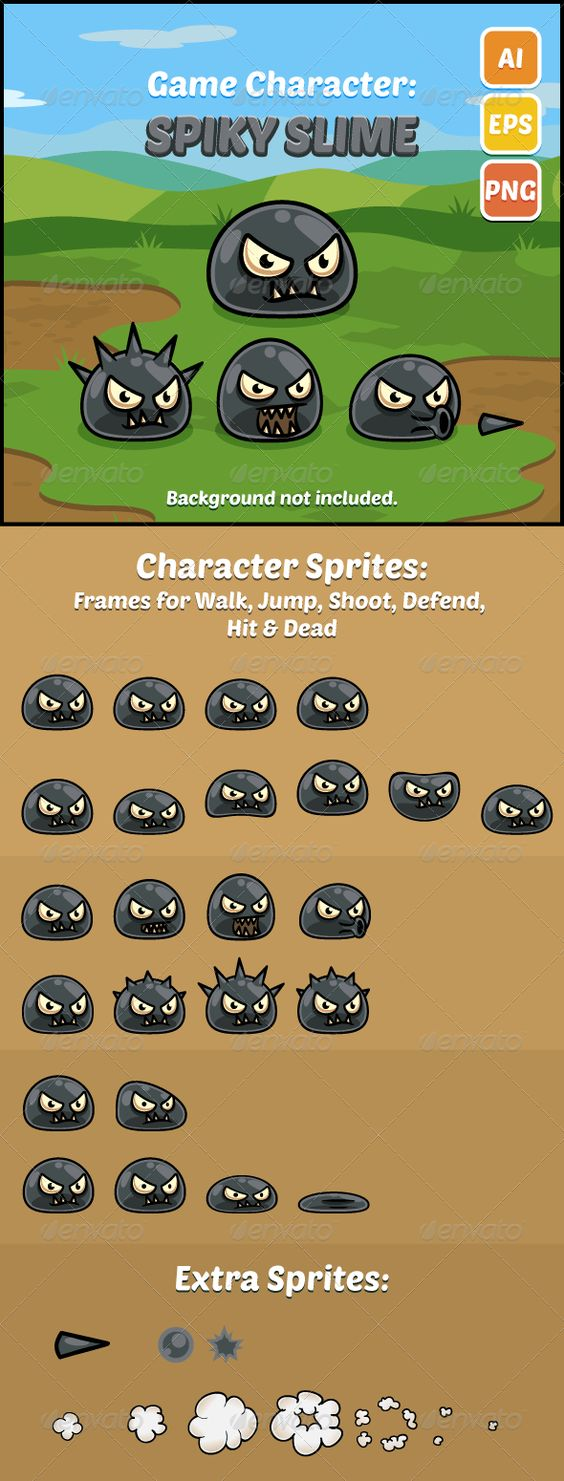 AI
Game Character:
EPS
SPIKY SLIME
PNG
Background not included.
Character Sprites:
Frames for Walk, Jump, Shoot, Defend,
Hit & Dead
Extra Sprites:
envato